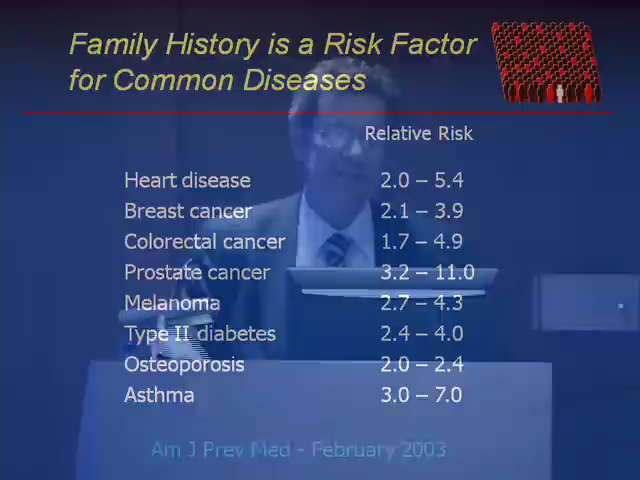 Family History is a Risk Factor
for Common Diseases
Relative Risk
Heart disease 2.0 – 5.4
Breast cancer 2.1 – 3.9
Colorectal cancer 1.7 – 4.9
Prostate cancer 3.2 – 11.0
Melanoma 2.7 – 4.3
Type II diabetes 2.4 – 4.0
Osteoporosis 2.0 – 2.4
Asthma 3.0 – 7.0
Am J Prev Med - February 2003